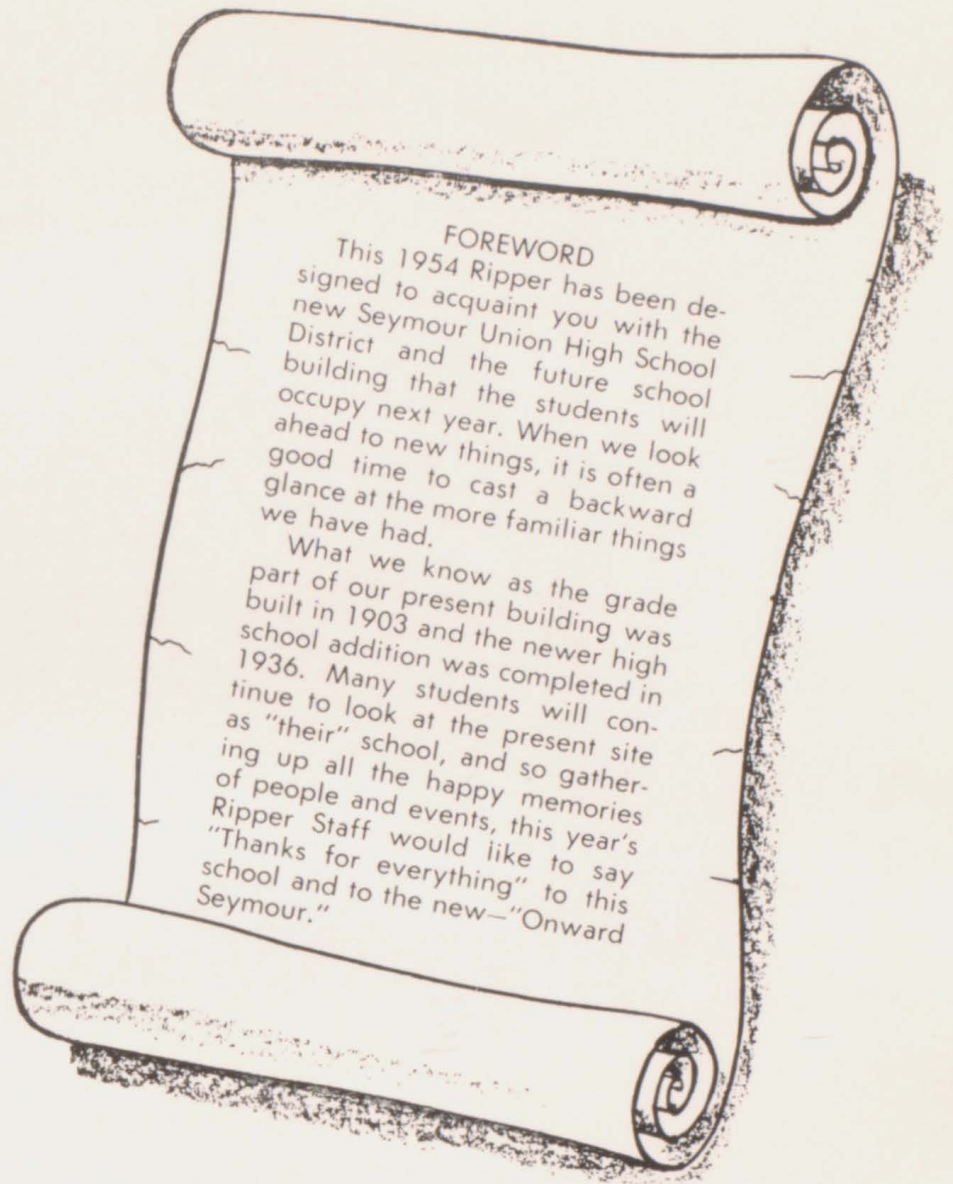 FOREWORD
This 1954 Ripper has been de-
signed to acquaint you with the
new Seymour Union High School
District and the future school
building that the students will
occupy next year. When we look
ahead to new things, it is often a
good time to cast a backward
glance at the more familiar things
we have had.
What we know as the grade
part of our present building was
built in 1903 and the newer high
school addition was completed in
1936. Many students will con-
tinue to look at the present site
as "their" school, and so gather-
ing up all the happy memories
of people and events, this year's
Ripper Staff would like to say
"Thanks for everything" to this
school and to the new—"Onward
Seymour."